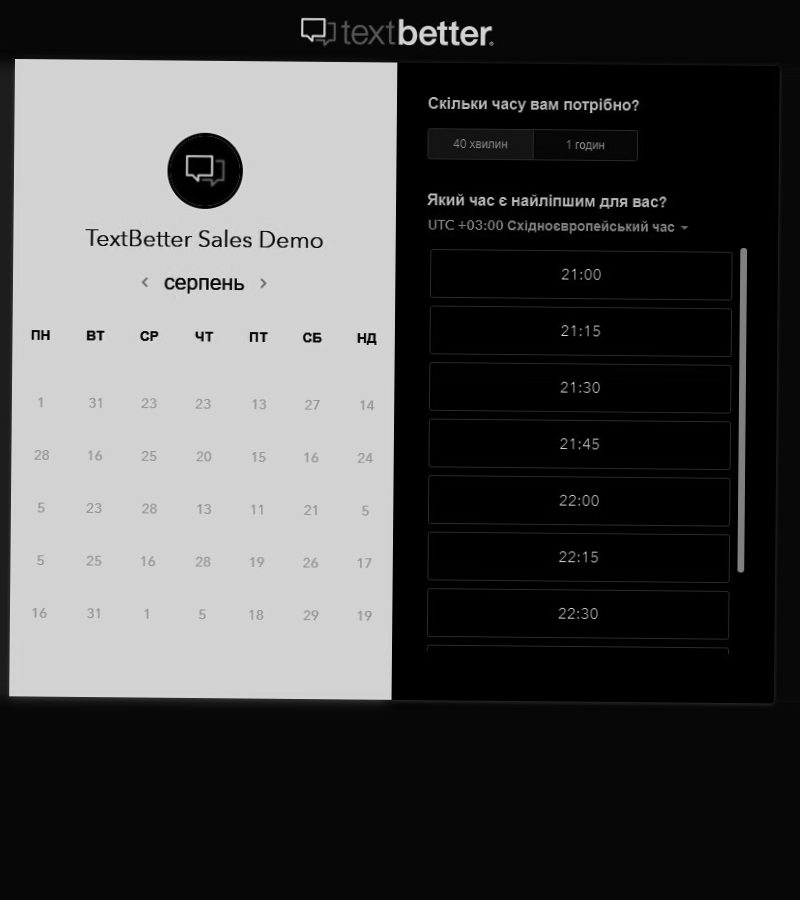 textbetter.
TextBetter Sales Demo
серпень
ПН ВТ СР ЧТ ПТ СБ НД
1 31 23 23 13 27 14
28 16 25 20 15 16 24
5 23 28 13 11 21 5
5 25 16 28 19 26 17
16 31 1 5 18 29 19
Скільки часу вам потрібно?
40 хвилин 1 годин
Який час є найліпшим для вас?
UTC +03:00 Східноєвропейський час
21:00
21:15
21:30
21:45
22:00
22:15
22:30